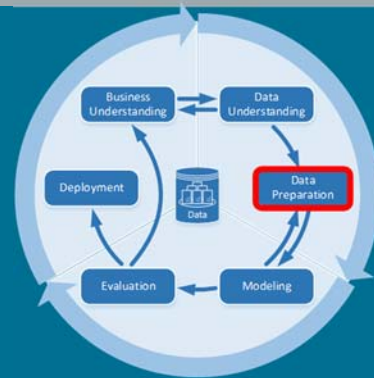 Business
Understanding
Data
Understanding
Deployment
Data
Data
Preparation
Evaluation
Modeling